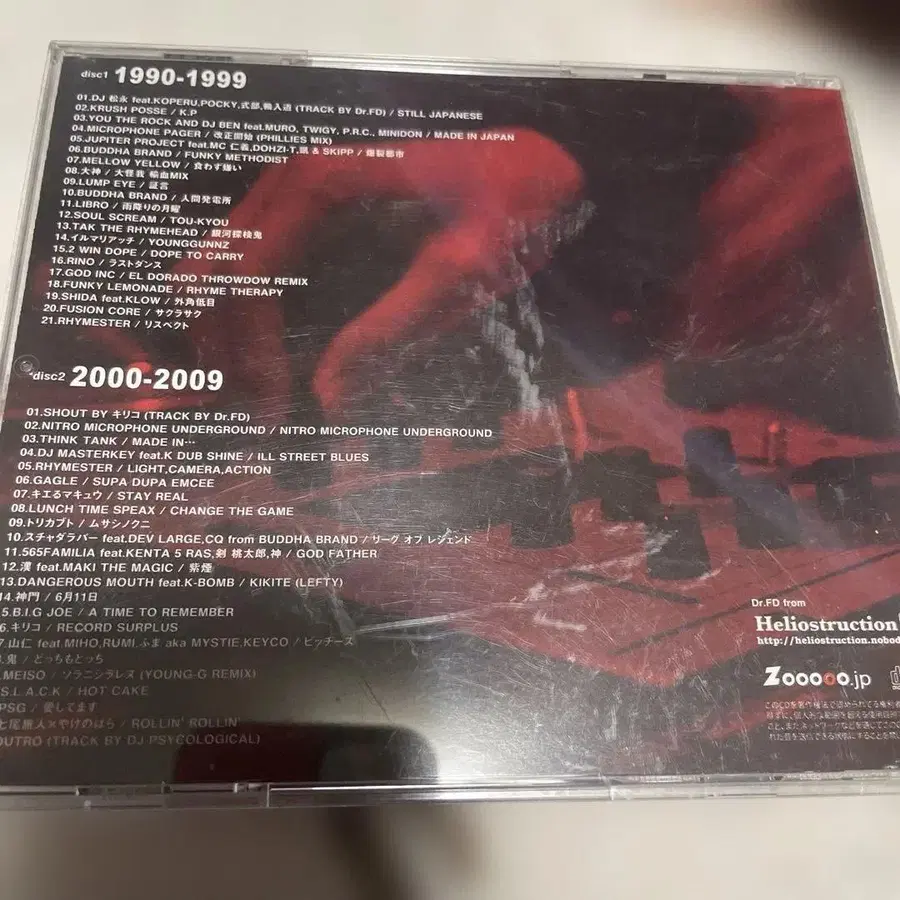 disc1 1990-1999
01.DJ 松永 feat.KOPERU,POCKY,式部,輪入道 (TRACK BY Dr.FD) / STILL JAPANESE
02.KRUSH POSSE / K.P
03.YOU THE ROCK AND DJ BEN feat.MURO, TWIGY, P.R.C., MINIDON / MADE IN JAPAN
04.MICROPHONE PAGER / 改正開始 (PHILLIES MIX)
05.JUPITER PROJECT feat.MC 仁義,DOHZI-T,凱 & SKIPP / 爆裂都市
06.BUDDHA BRAND / FUNKY METHODIST
07.MELLOW YELLOW / 食わず嫌い
08.大神 / 大怪我 輸血MIX
09.LUMP EYE / 証言
10.BUDDHA BRAND / 人間発電所
11.LIBRO / 雨降りの月曜
12.SOUL SCREAM / TOU-KYOU
13.TAK THE RHYMEHEAD / 銀河探検鬼
14.イルマリアッチ / YOUNGGUNNZ
15.2 WIN DOPE / DOPE TO CARRY
16.RINO / ラストダンス
17.GOD INC / EL DORADO THROWDOW REMIX
18.FUNKY LEMONADE / RHYME THERAPY
19.SHIDA feat.KLOW / 外角低目
20.FUSION CORE / サクラサク
21.RHYMESTER / リスペクト
disc2 2000-2009
01.SHOUT BY キリコ (TRACK BY Dr.FD)
02.NITRO MICROPHONE UNDERGROUND / NITRO MICROPHONE UNDERGROUND
03.THINK TANK / MADE IN…
04.DJ MASTERKEY feat.K DUB SHINE / ILL STREET BLUES
05.RHYMESTER / LIGHT,CAMERA,ACTION
06.GAGLE / SUPA DUPA EMCEE
07.キエるマキュウ / STAY REAL
08.LUNCH TIME SPEAX / CHANGE THE GAME
09.トリカブト / ムサシノクニ
10.スチャダラパー feat.DEV LARGE,CQ from BUDDHA BRAND / リーグ オブ レジェンド
11.565FAMILIA feat.KENTA 5 RAS,剣 桃太郎,神 / GOD FATHER
12.漢 feat.MAKI THE MAGIC / 紫煙
13.DANGEROUS MOUTH feat.K-BOMB / KIKITE (LEFTY)
14.神門 / 6月11日
5.B.I.G JOE / A TIME TO REMEMBER
6.キリコ / RECORD SURPLUS
7.山仁 feat.MIHO,RUMI,ふま aka MYSTIE,KEYCO / ビッチーズ
.鬼 / どっちもどっち
.MEISO / ソラニシラレヌ (YOUNG-G REMIX)
S.L.A.C.K / HOT CAKE
PSG / 愛してます
七尾旅人×やけのはら / ROLLIN' ROLLIN'
OUTRO (TRACK BY DJ PSYCOLOGICAL)
Dr.FD from
Heliostruction
http://heliostruction.nobod
Zooooo.jp